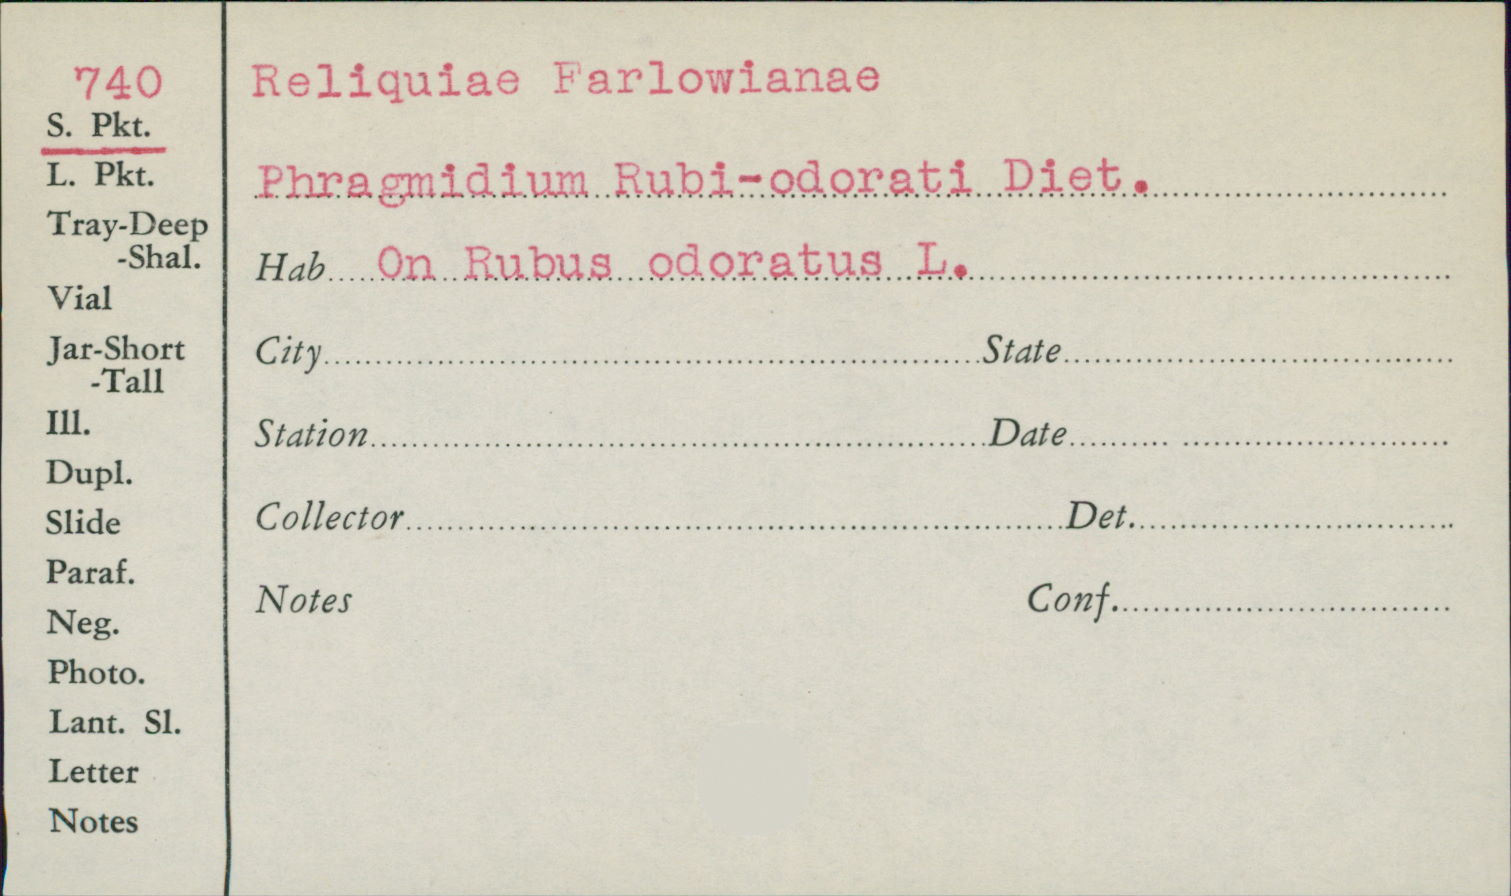 740
S. Pkt.
L. Pkt.
Tray-Deep
-Shal.
Vial
Jar-Short
-Tall
Ill.
Dupl.
Slide
Paraf.
Neg.
Photo.
Lant. Sl.
Letter
Notes
Reliquiae Farlowianae
Phragmidium Rubi-odorati Diet.
Hab On Rubus odoratus L.
City State
Station Date
Collector Det.
Notes Conf.